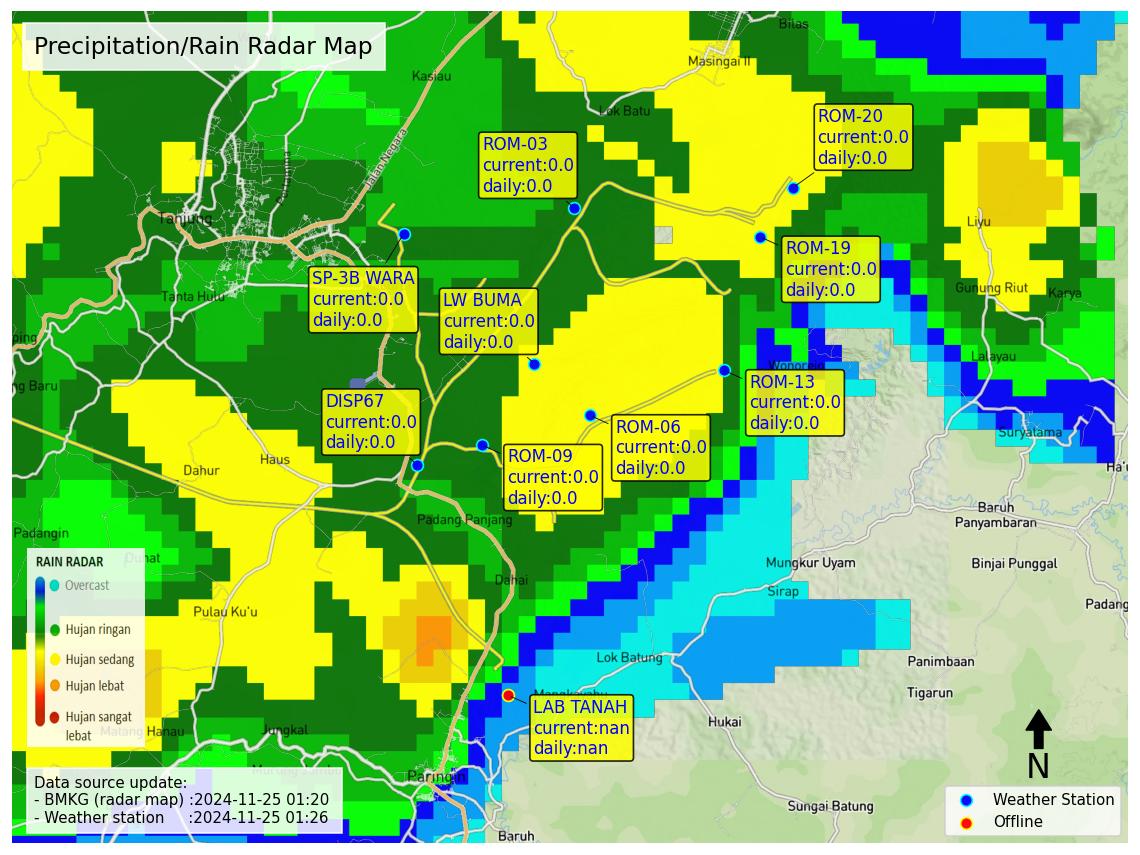 Precipitation/Rain Radar Map
Bilas
Kasiau
Masingai II
Lok Batu
Jalan Negara
ROM-20
current:0.0
daily:0.0
ROM-03
current:0.0
daily:0.0
Tanjung
Liyu
SP-3B WARA
current:0.0
daily:0.0
ROM-19
current:0.0
daily:0.0
Tanta Hulu
LW BUMA
current:0.0
daily:0.0
Gunung Riut
Karya
ping
Lalayau
ng Baru
ROM-13
current:0.0
daily:0.0
DISP67
current:0.0
daily:0.0
ROM-06
current:0.0
daily:0.0
Suryatama
ROM-09
current:0.0
daily:0.0
Haus
Dahur
Ha'u
Baruh
Panyambaran
Padang Panjang
Padangin
Mungkur Uyam
Binjai Punggal
Dahai
Sirap
Padang
Pulau Ku'u
RAIN RADAR
Overcast
Hujan ringan
Hujan sedang
Hujan lebat
Hujan sangat
lebat
Lok Batung
Panimbaan
Tigarun
LAB TANAH
current:nan
daily:nan
Hukai
Matang Hanau
Jungkal
Paringin
Data source update:
- BMKG (radar map) :2024-11-25 01:20
- Weather station :2024-11-25 01:26
N
Sungai Batung
Weather Station
Offline
Baruh